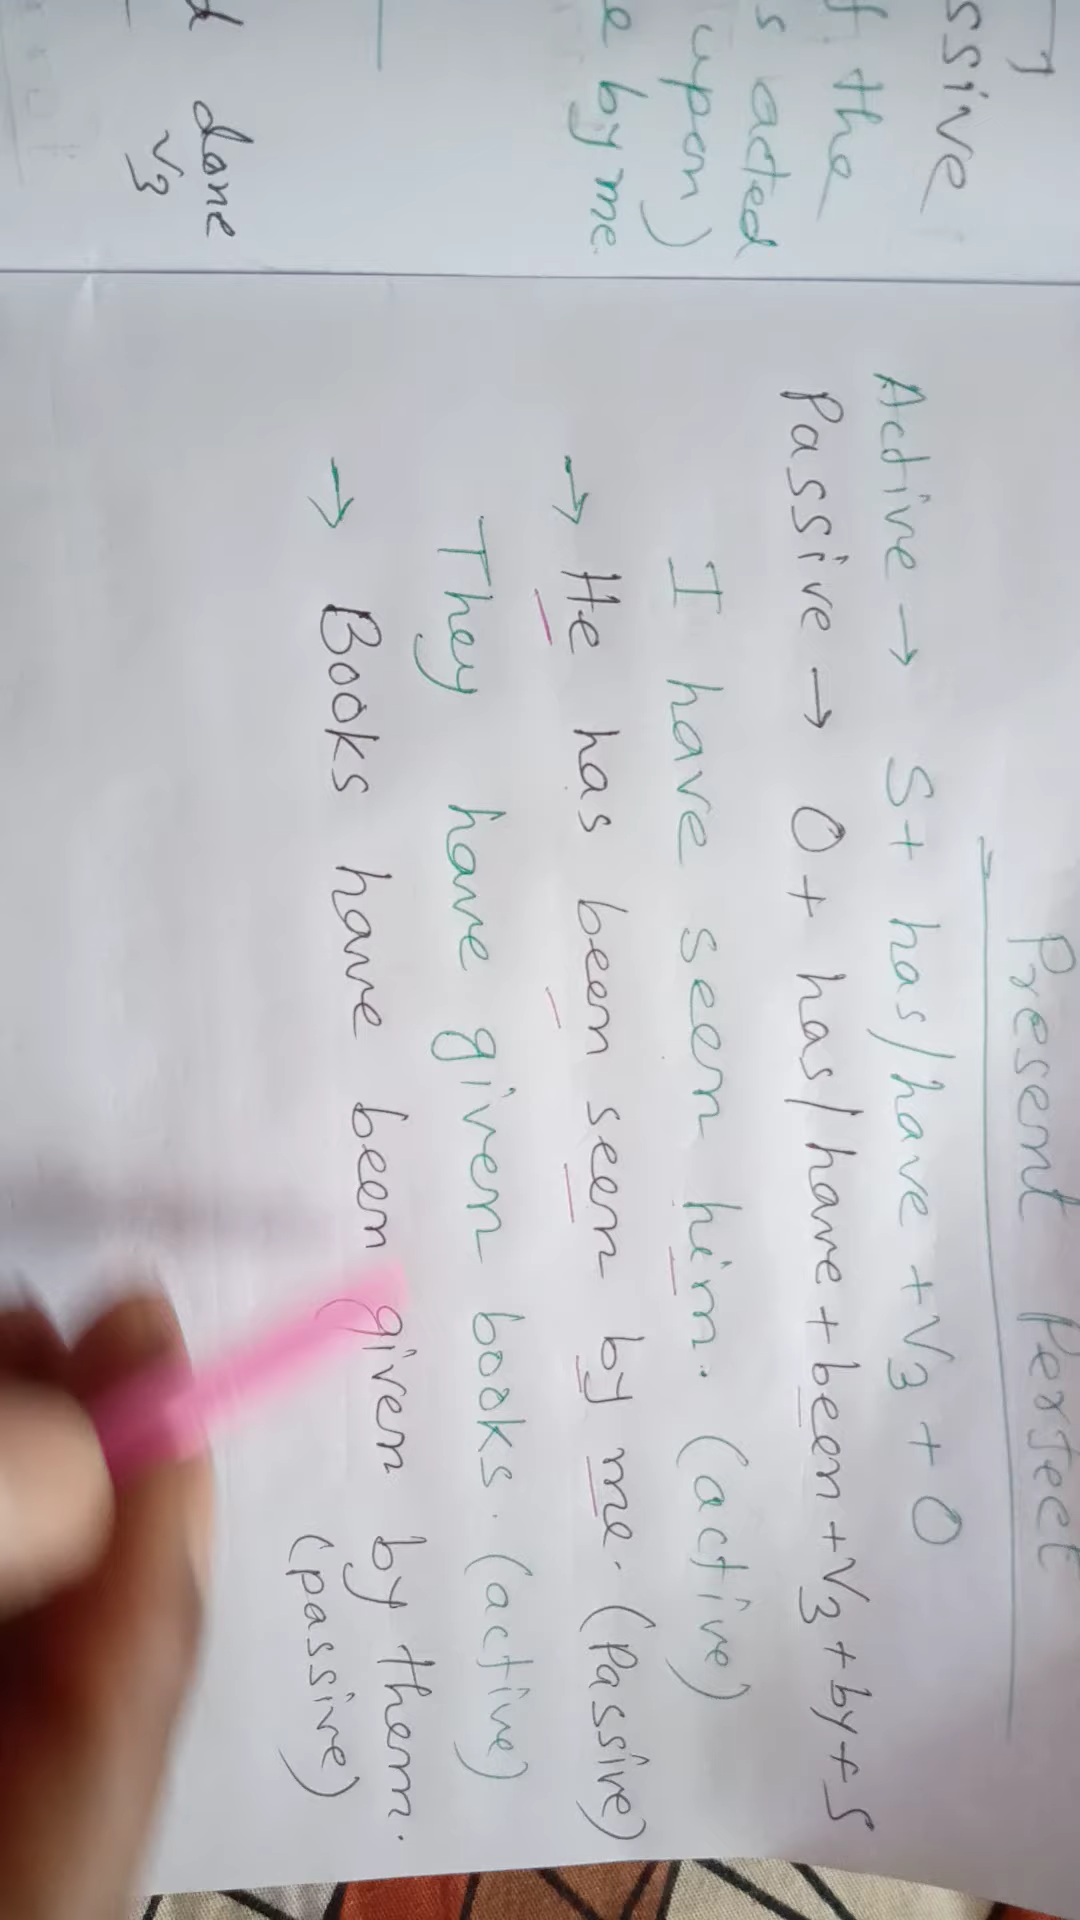 ssive
f the
s acted
upon)
e by me.
done
V3
Present Perfect
Active → S+ has/have + V3 + O
Passive → O + has/have + been + V3 + by + S
I have seen him. (active)
→ He has been seen by me. (Passive)
They have given books. (active)
→ Books have been given by them.
(passive)